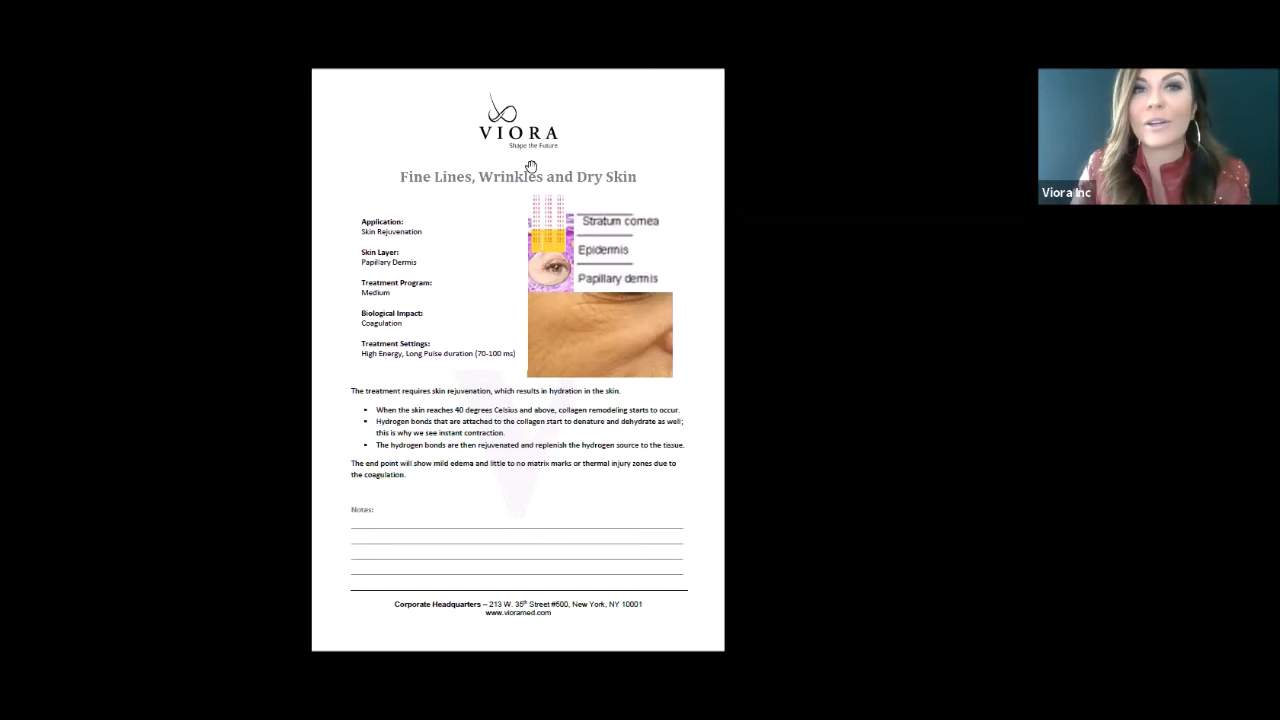 VIORA
Shape the Future
Fine Lines, Wrinkles and Dry Skin
Application:
Skin Rejuvenation
Skin Layer:
Papillary Dermis
Treatment Program:
Medium
Biological Impact:
Coagulation
Treatment Settings:
High Energy, Long Pulse duration (70-100 ms)
Stratum cornea
Epidermis
Papillary dermis
The treatment requires skin rejuvenation, which results in hydration in the skin.
▪ When the skin reaches 40 degrees Celsius and above, collagen remodeling starts to occur.
▪ Hydrogen bonds that are attached to the collagen start to denature and dehydrate as well;
this is why we see instant contraction.
▪ The hydrogen bonds are then rejuvenated and replenish the hydrogen source to the tissue.
The end point will show mild edema and little to no matrix marks or thermal injury zones due to
the coagulation.
Notes:
Corporate Headquarters – 213 W. 35th Street #500, New York, NY 10001
www.vioramed.com
Viora Inc